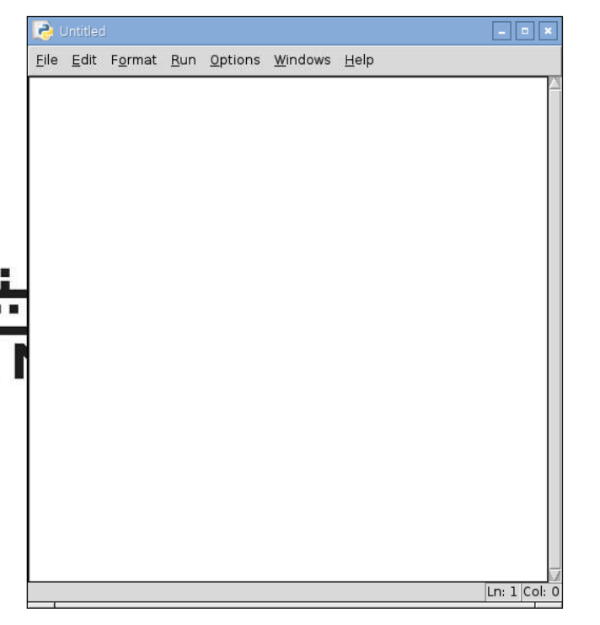 Untitled
File Edit Format Run Options Windows Help
Ln: 1 Col: 0